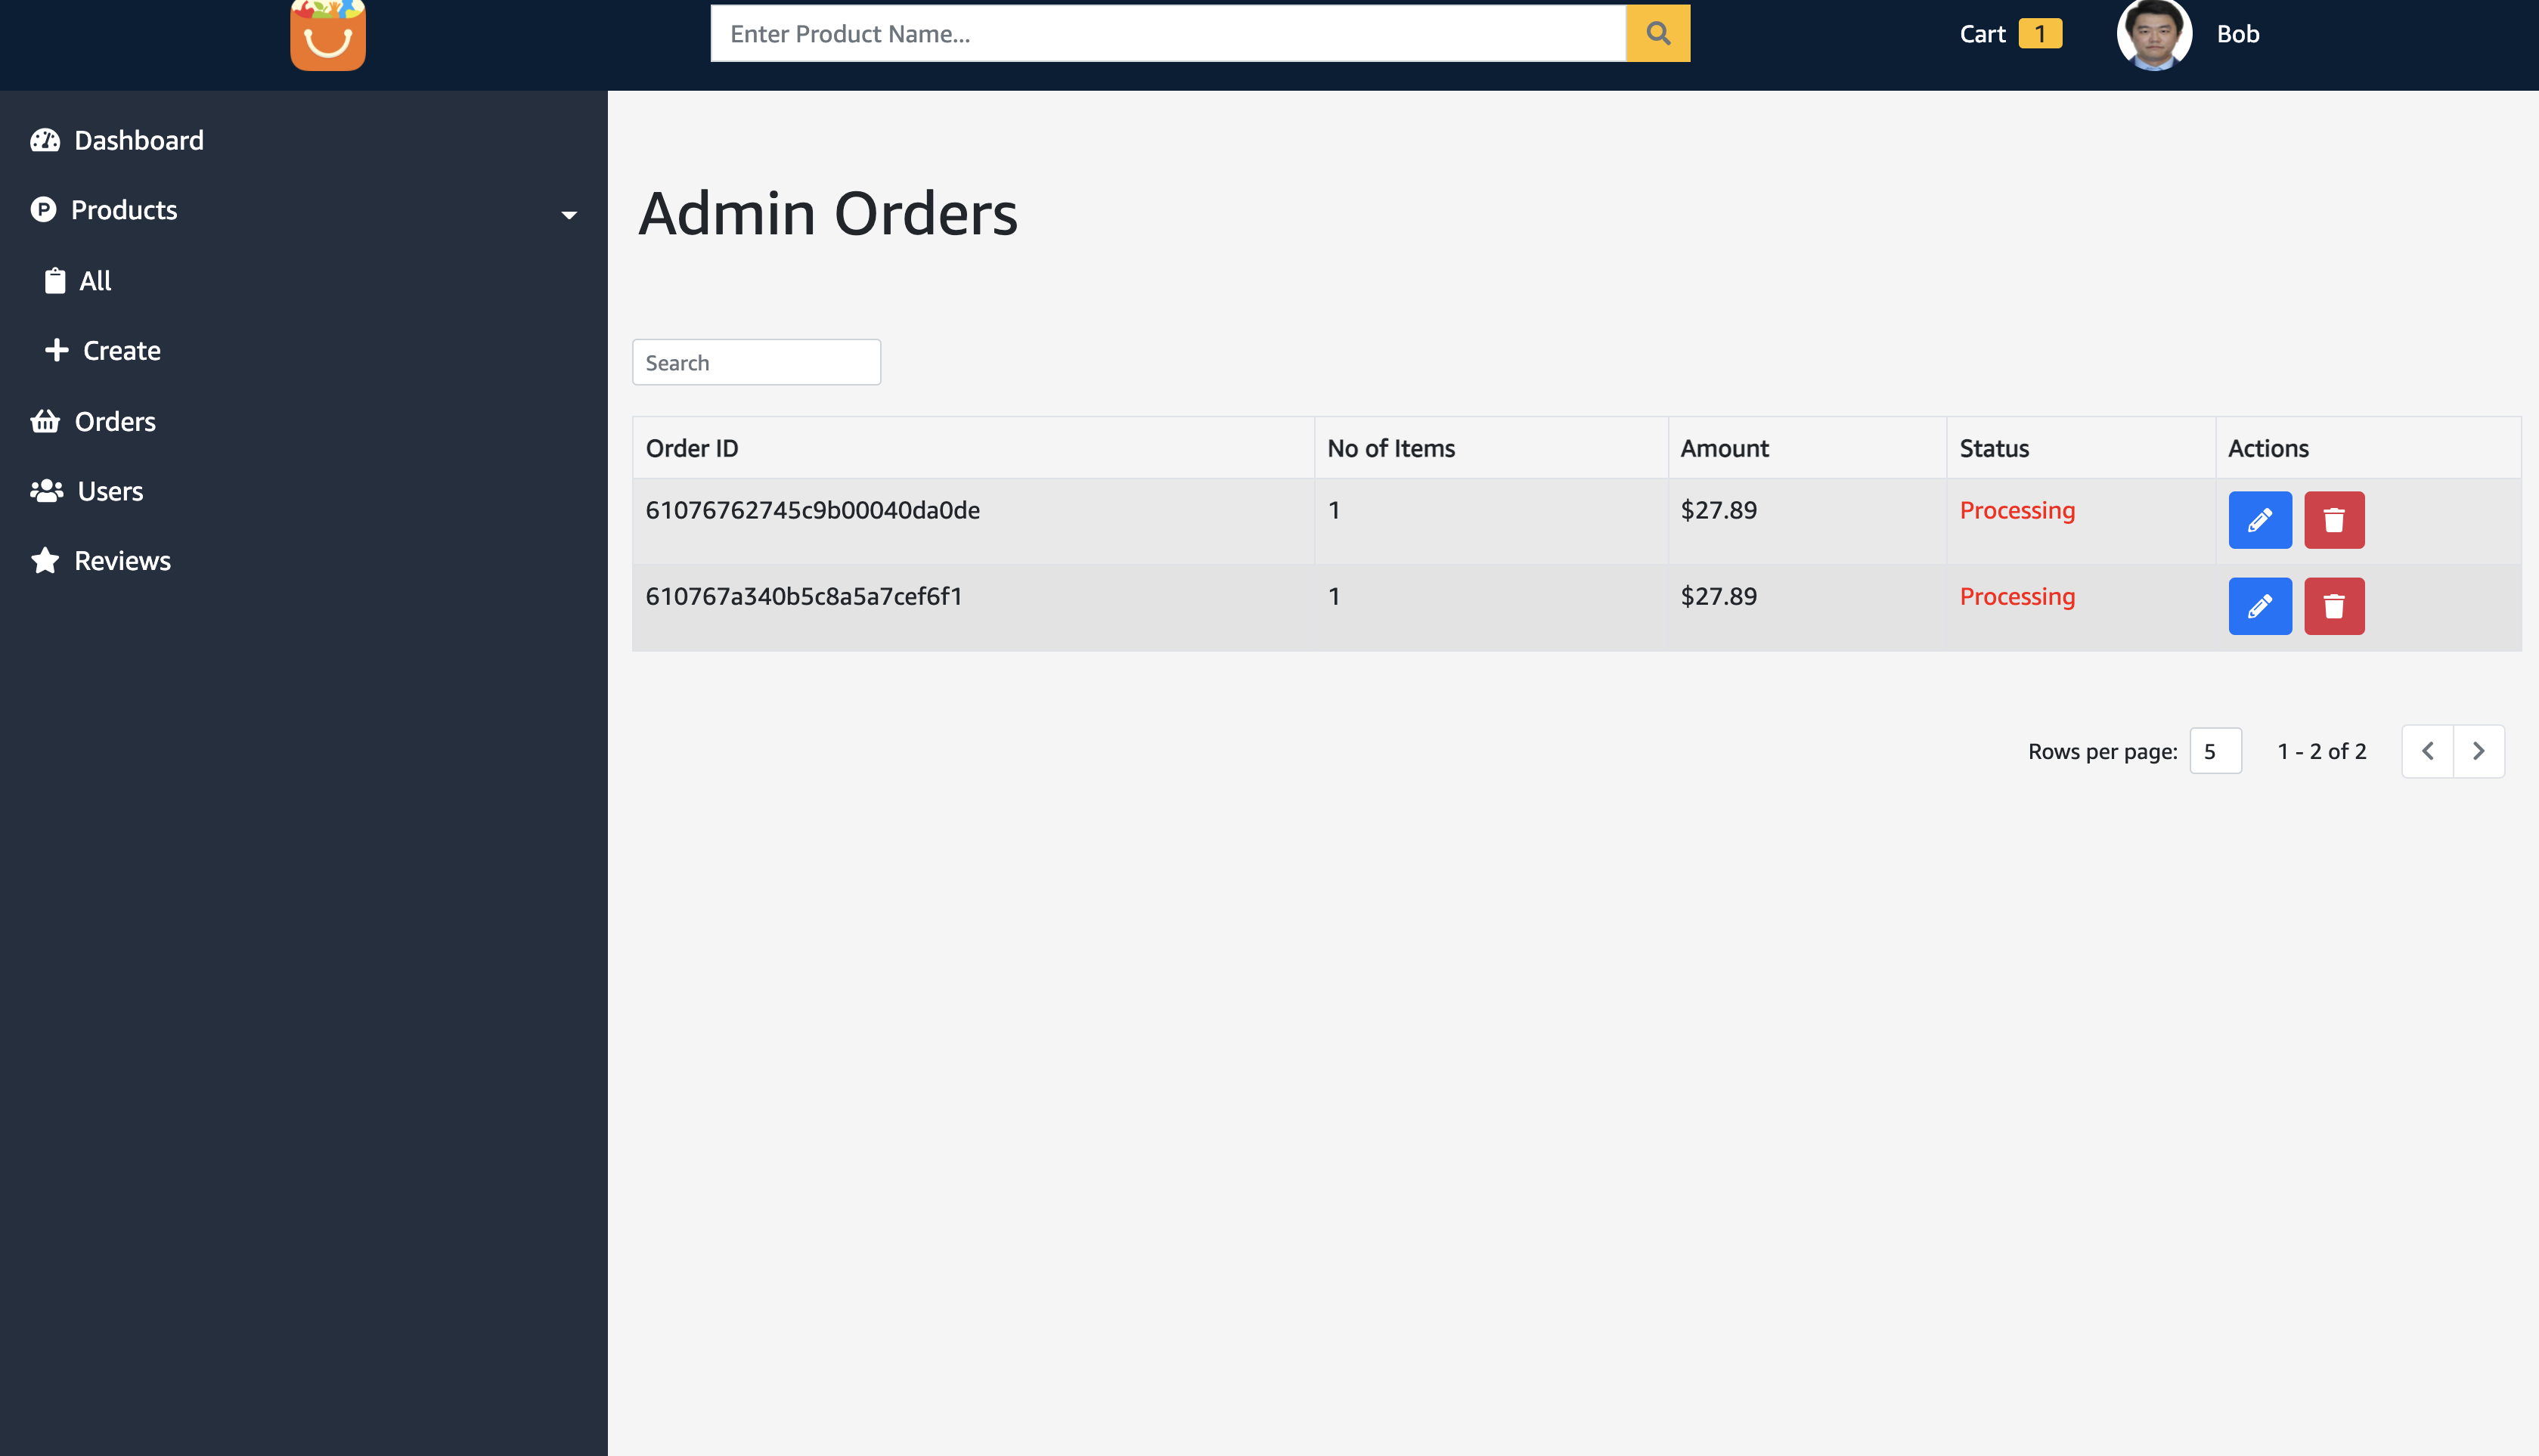 Enter Product Name...
Cart 1
Bob
Dashboard
Products
All
Create
Orders
Users
Reviews
Admin Orders
Search
Order ID No of Items Amount Status Actions
61076762745c9b00040da0de 1 $27.89 Processing
610767a340b5c8a5a7cef6f1 1 $27.89 Processing
Rows per page: 5 1 - 2 of 2